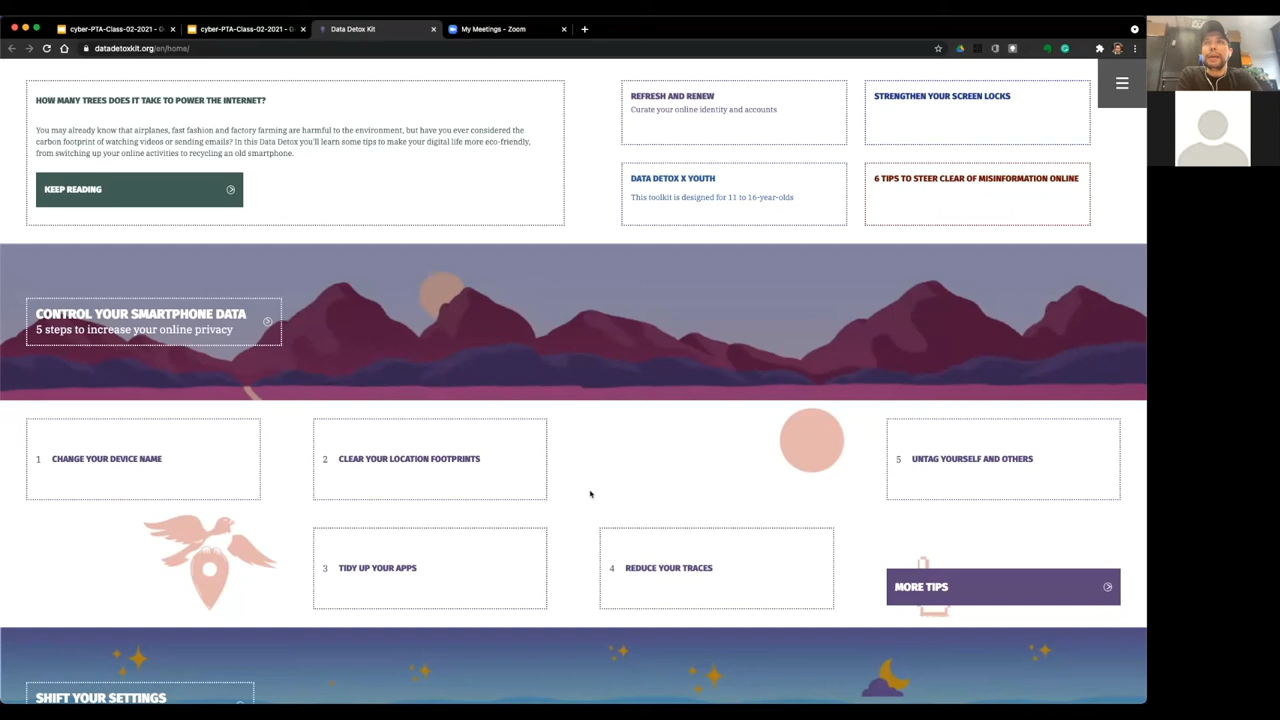 cyber-PTA-Class-02-2021 - G
cyber-PTA-Class-02-2021 - G
Data Detox Kit
My Meetings - Zoom
datadetoxkit.org/en/home/
HOW MANY TREES DOES IT TAKE TO POWER THE INTERNET?
You may already know that airplanes, fast fashion and factory farming are harmful to the environment, but have you ever considered the
carbon footprint of watching videos or sending emails? In this Data Detox you'll learn some tips to make your digital life more eco-friendly,
from switching up your online activities to recycling an old smartphone.
KEEP READING
REFRESH AND RENEW
Curate your online identity and accounts
STRENGTHEN YOUR SCREEN LOCKS
DATA DETOX X YOUTH
This toolkit is designed for 11 to 16-year-olds
6 TIPS TO STEER CLEAR OF MISINFORMATION ONLINE
CONTROL YOUR SMARTPHONE DATA
5 steps to increase your online privacy
1 CHANGE YOUR DEVICE NAME
2 CLEAR YOUR LOCATION FOOTPRINTS
5 UNTAG YOURSELF AND OTHERS
3 TIDY UP YOUR APPS
4 REDUCE YOUR TRACES
MORE TIPS
SHIFT YOUR SETTINGS